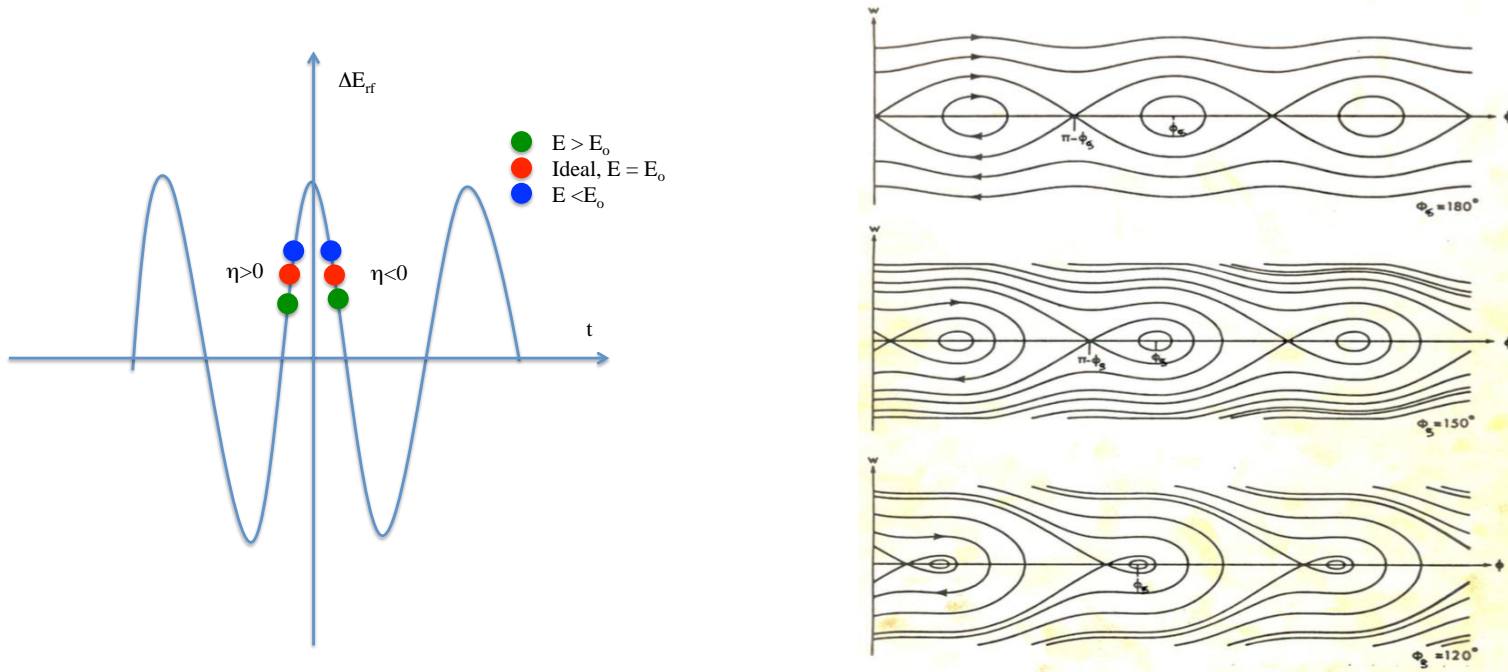 ΔE_rf
E > E_o
Ideal, E = E_o
E <E_o
η>0
η<0
t
w
π-ϕ_s
ϕ_s
Φ_s=180°
w
π-ϕ_s
ϕ_s
Φ_s=150°
w
ϕ_s
ϕ
Φ_s=120°